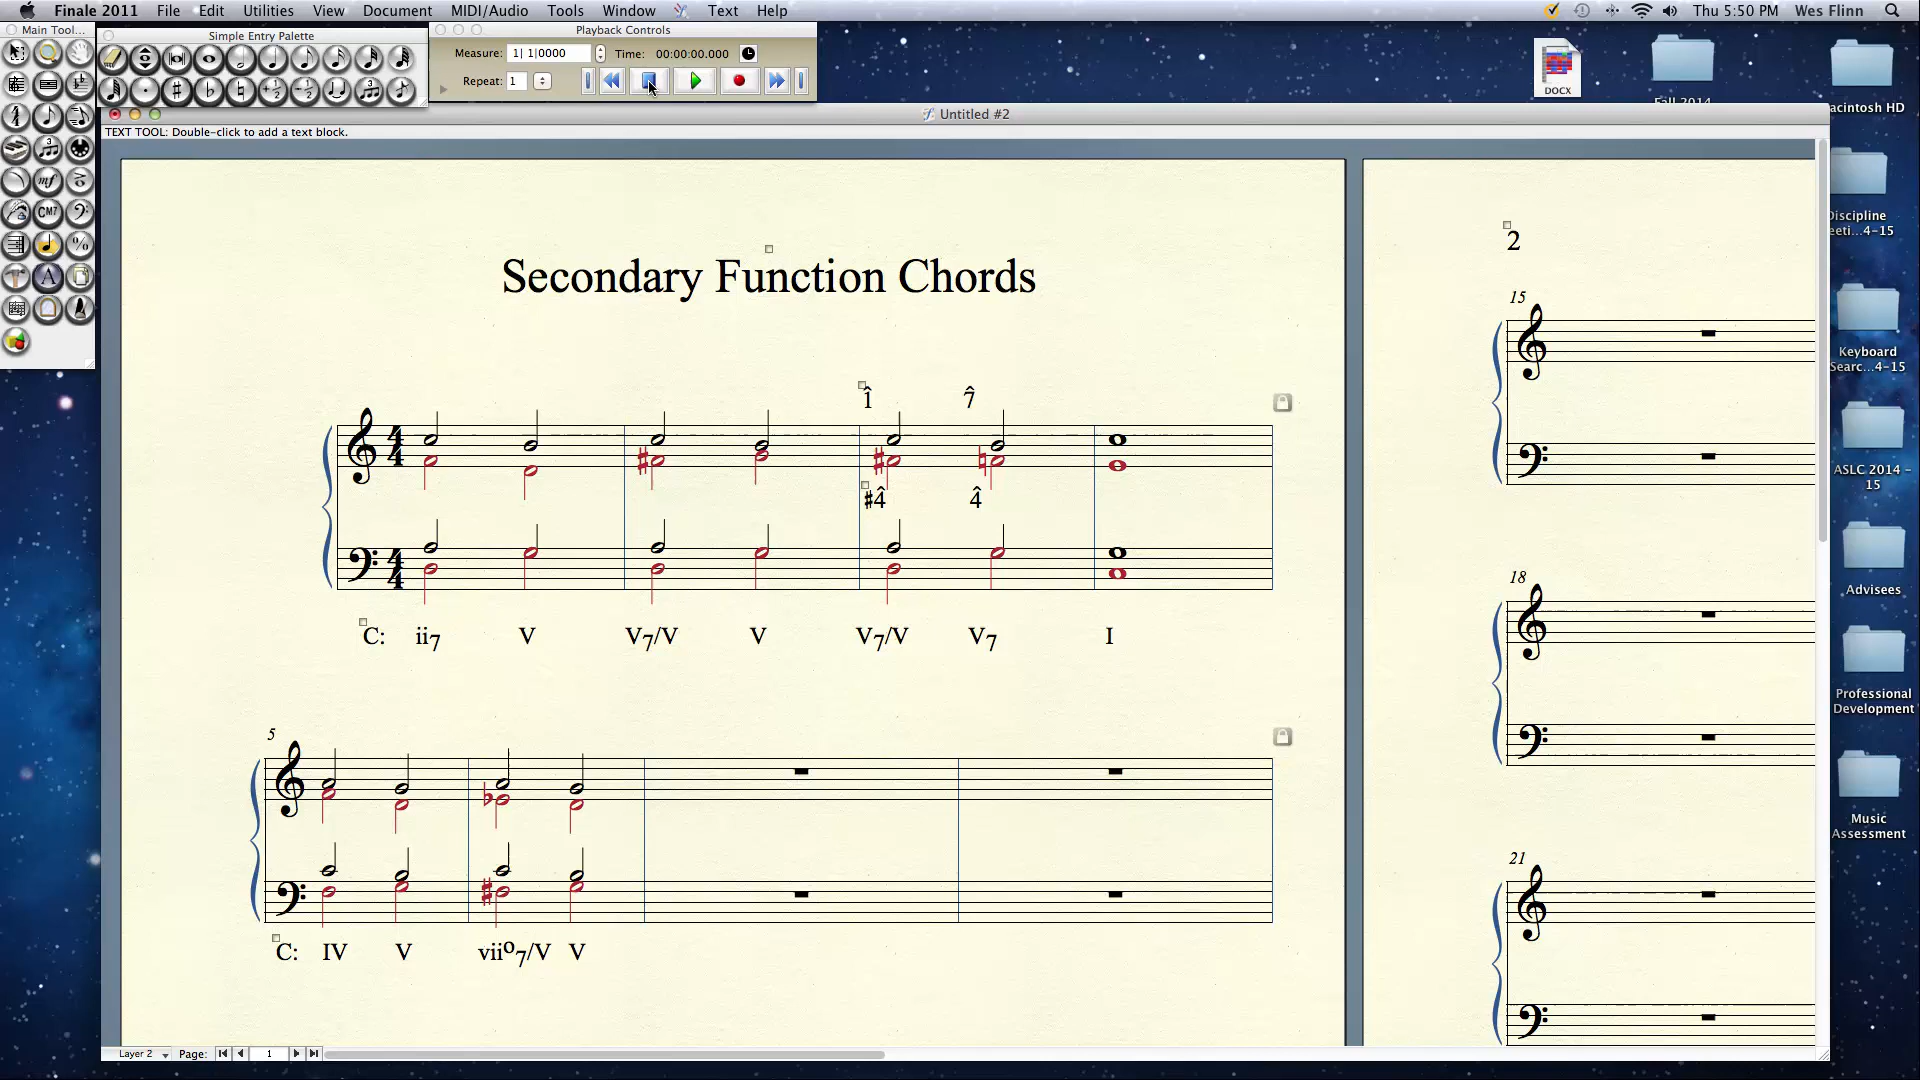 Finale 2011 File Edit Utilities View Document MIDI/Audio Tools Window Text Help Thu 5:50 PM Wes Flinn
Main Tool...
Simple Entry Palette
Playback Controls
Measure: 1| 1|0000 Time: 00:00:00.000
Repeat: 1
Untitled #2
TEXT TOOL: Double-click to add a text block.
DOCX
acintosh HD
Discipline
eeti...4-15
Keyboard
Searc...4-15
ASLC 2014 -
15
Advisees
Professional
Development
Music
Assessment
CM7
mf
A
Secondary Function Chords
1̂ 7̂
♯4̂ 4̂
C: ii7 V V7/V V V7/V V7 I
5
C: IV V viio7/V V
2
15
18
21
Layer 2 Page: 1